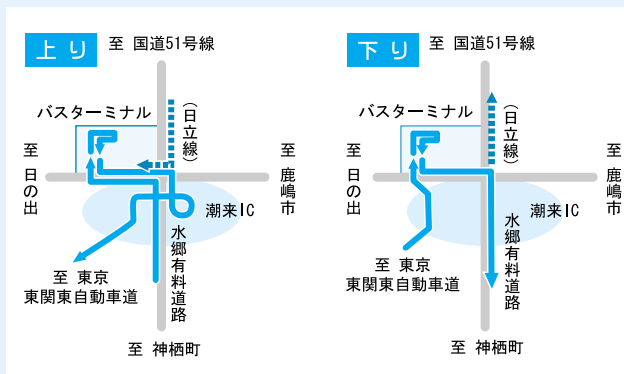 上り
至 国道51号線
バスターミナル
（日立線）
至 日の出
至 鹿嶋市
潮来IC
水郷有料道路
至 東京
東関東自動車道
至 神栖町
下り
至 国道51号線
バスターミナル
（日立線）
至 日の出
至 鹿嶋市
潮来IC
水郷有料道路
至 東京
東関東自動車道
至 神栖町